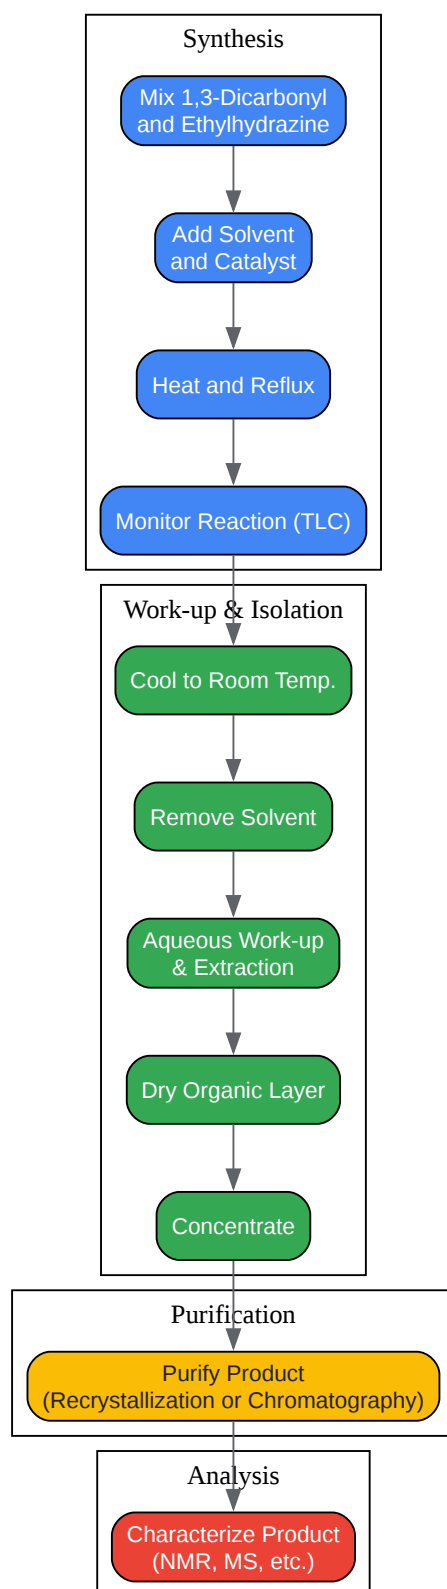 Synthesis
Mix 1,3-Dicarbonyl
and Ethylhydrazine
Add Solvent
and Catalyst
Heat and Reflux
Monitor Reaction (TLC)
Work-up & Isolation
Cool to Room Temp.
Remove Solvent
Aqueous Work-up
& Extraction
Dry Organic Layer
Concentrate
Purification
Purify Product
(Recrystallization or Chromatography)
Analysis
Characterize Product
(NMR, MS, etc.)